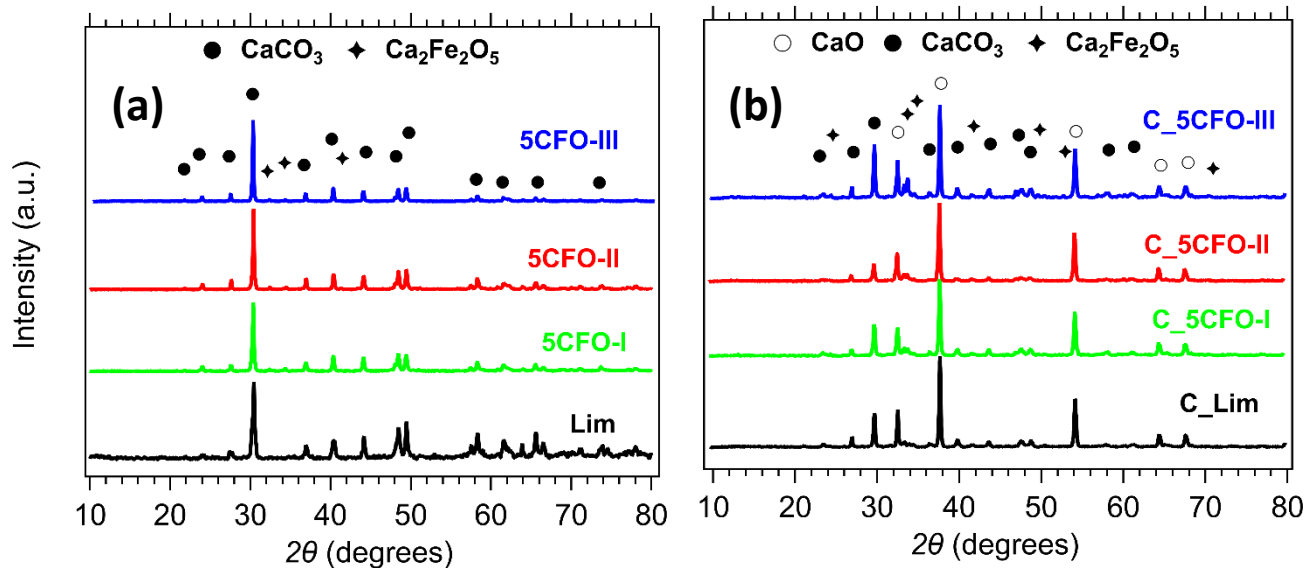 CaCO₃ Ca₂Fe₂O₅
(a)
5CFO-III
5CFO-II
5CFO-I
Lim
10 20 30 40 50 60 70 80
2θ (degrees)
Intensity (a.u.)
CaO CaCO₃ Ca₂Fe₂O₅
(b)
C_5CFO-III
C_5CFO-II
C_5CFO-I
C_Lim
10 20 30 40 50 60 70 80
2θ (degrees)